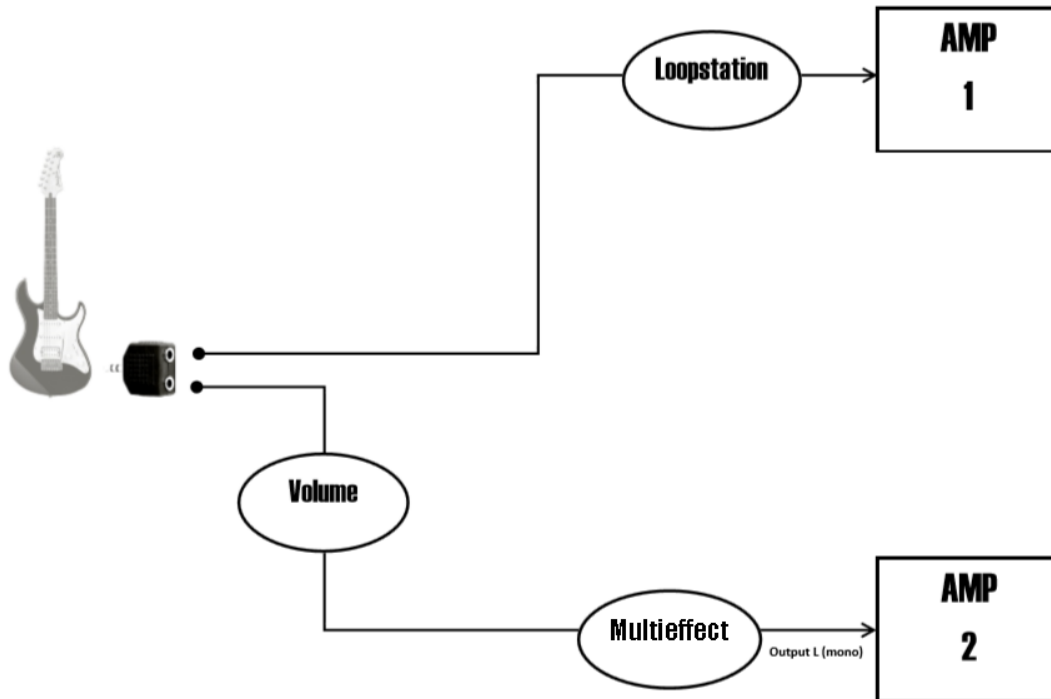 Loopstation
AMP
1
Volume
Multieffect
Output L (mono)
AMP
2